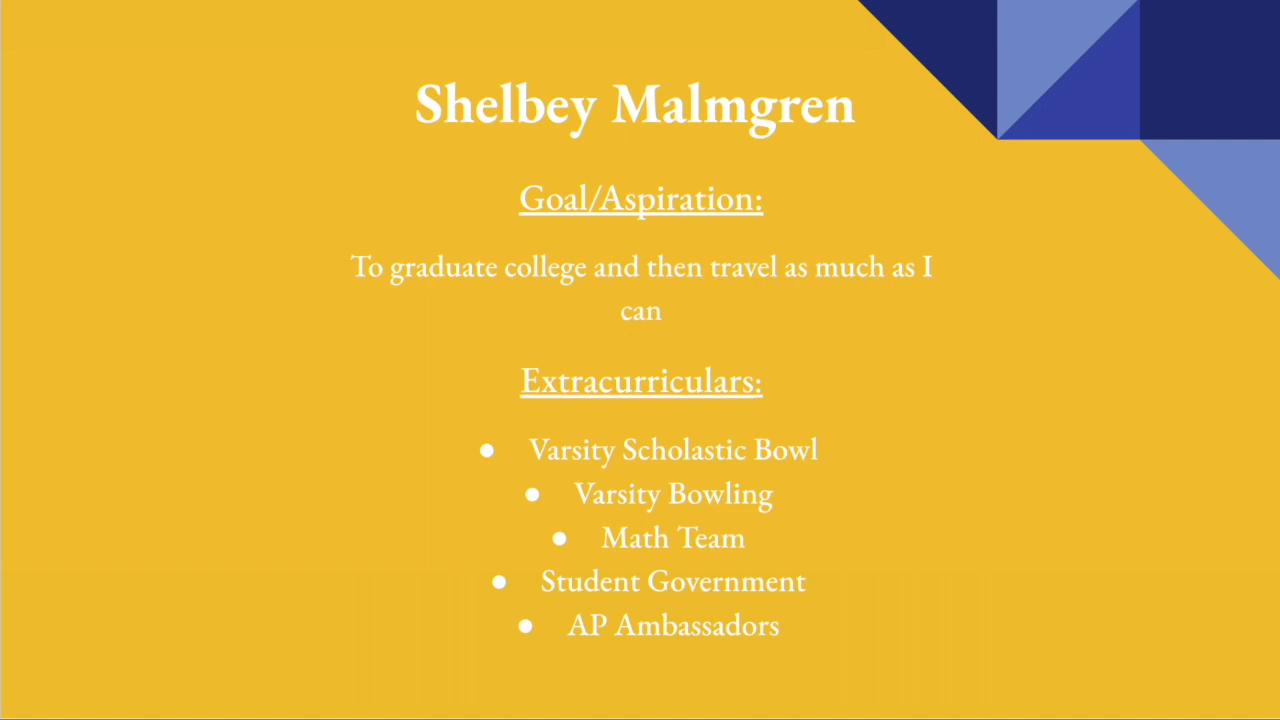 Shelbey Malmgren
Goal/Aspiration:
To graduate college and then travel as much as I
can
Extracurriculars:
● Varsity Scholastic Bowl
● Varsity Bowling
● Math Team
● Student Government
● AP Ambassadors